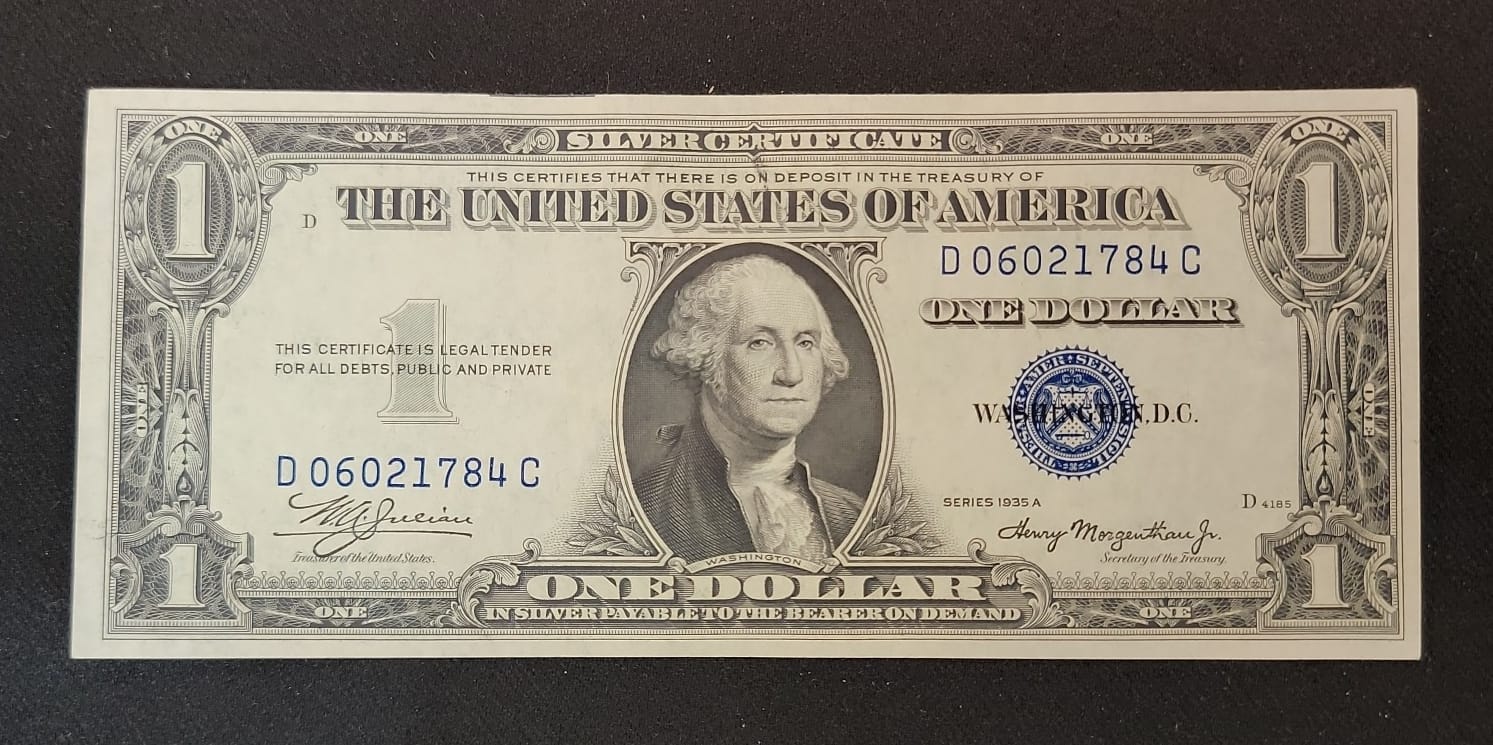 ONE ONE SILVER CERTIFICATE ONE ONE
1 1
THIS CERTIFIES THAT THERE IS ON DEPOSIT IN THE TREASURY OF
D THE UNITED STATES OF AMERICA
D 06021784 C
ONE DOLLAR
1
THIS CERTIFICATE IS LEGAL TENDER
FOR ALL DEBTS, PUBLIC AND PRIVATE
ONE ONE
WASHINGTON, D.C.
D 06021784 C
SERIES 1935 A D 4185
W.A. Julian Henry Morgenthau Jr.
Treasurer of the United States. Secretary of the Treasury.
WASHINGTON
1 ONE DOLLAR 1
ONE IN SILVER PAYABLE TO THE BEARER ON DEMAND ONE